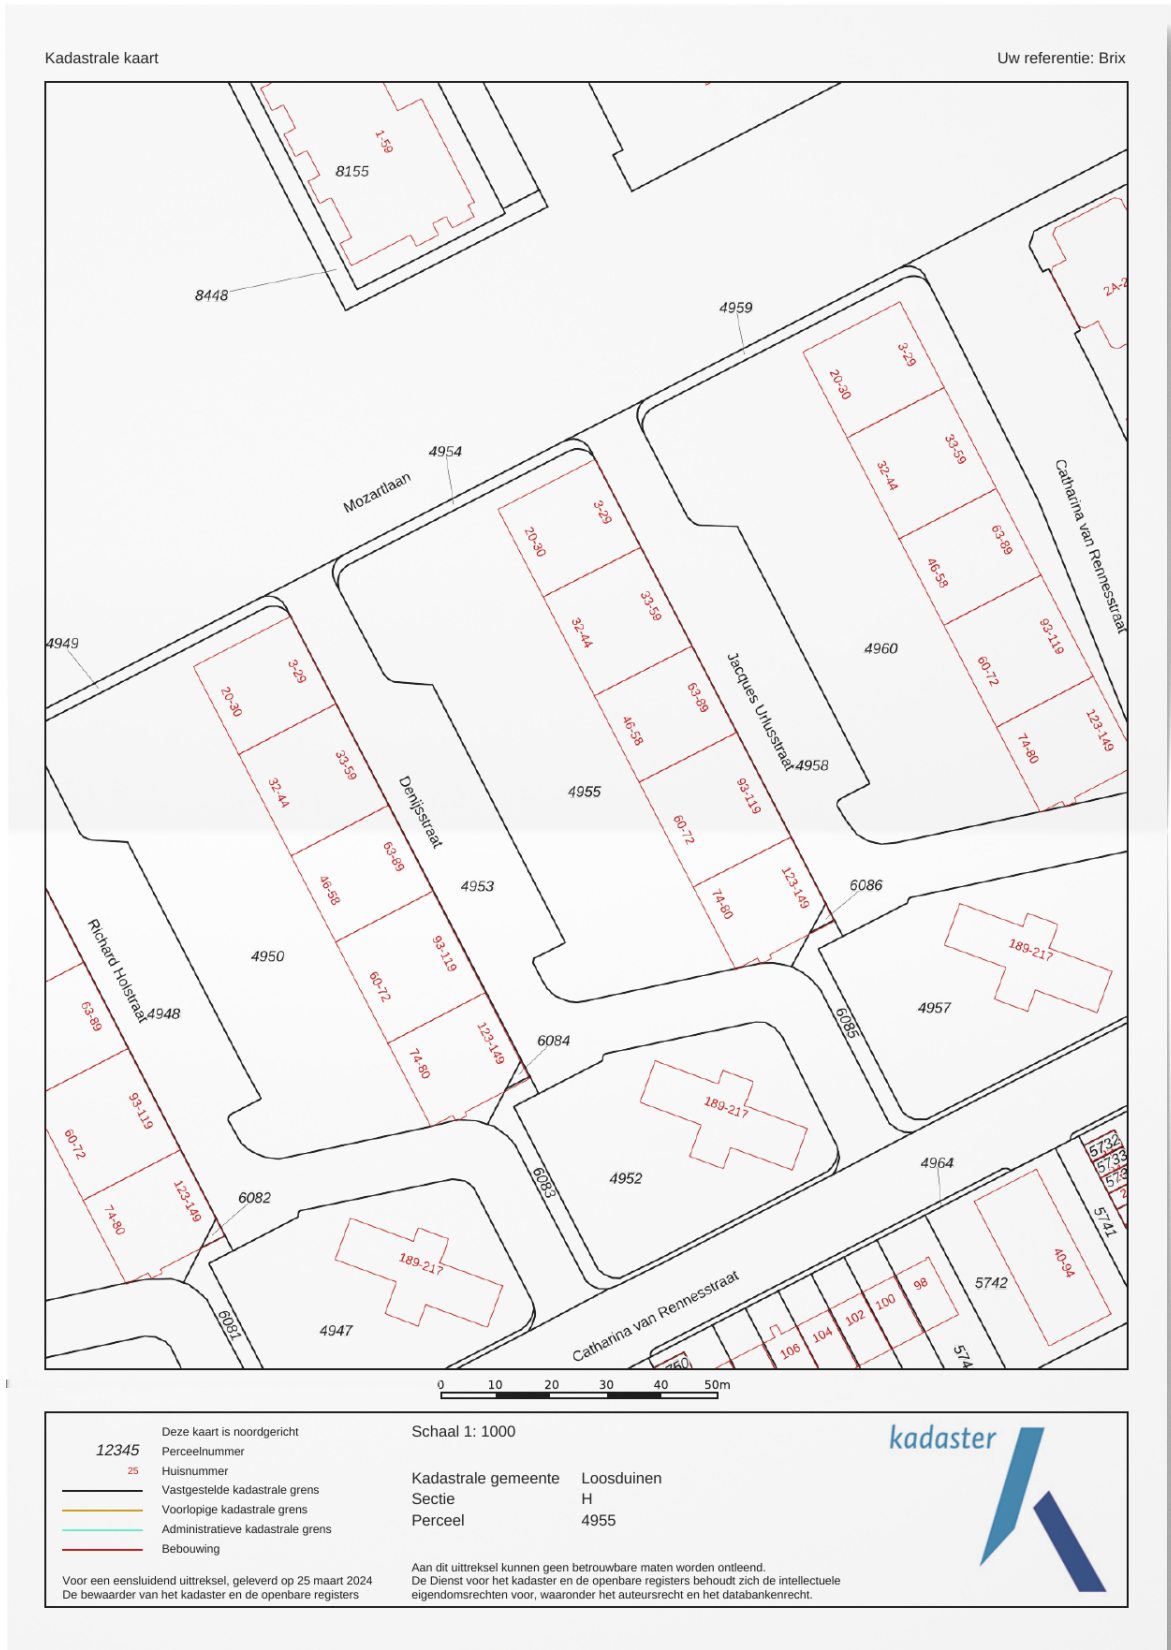 Kadastrale kaart
Uw referentie: Brix
1-59
8155
8448
4959
3-29
20-30
33-59
32-44
63-89
46-58
93-119
60-72
123-149
74-80
4960
Catharina van Rennesstraat
4954
Mozartlaan
3-29
20-30
33-59
32-44
63-89
46-58
93-119
60-72
123-149
74-80
4955
Jacques Urlusstraat
4958
4949
3-29
20-30
33-59
32-44
63-89
46-58
93-119
60-72
123-149
74-80
4950
Denijsstraat
4953
6086
189-217
4957
6085
Richard Holstraat
4948
63-89
93-119
60-72
123-149
74-80
6084
189-217
4952
6083
4964
6082
189-217
4947
6081
Catharina van Rennesstraat
5732
5733
5741
40-94
5742
98
100
102
104
106
0 10 20 30 40 50m
Deze kaart is noordgericht
12345 Perceelnummer
25 Huisnummer
Vastgestelde kadastrale grens
Voorlopige kadastrale grens
Administratieve kadastrale grens
Bebouwing
Voor een eensluidend uittreksel, geleverd op 25 maart 2024
De bewaarder van het kadaster en de openbare registers
Schaal 1: 1000
Kadastrale gemeente Loosduinen
Sectie H
Perceel 4955
Aan dit uittreksel kunnen geen betrouwbare maten worden ontleend.
De Dienst voor het kadaster en de openbare registers behoudt zich de intellectuele
eigendomsrechten voor, waaronder het auteursrecht en het databankenrecht.
kadaster